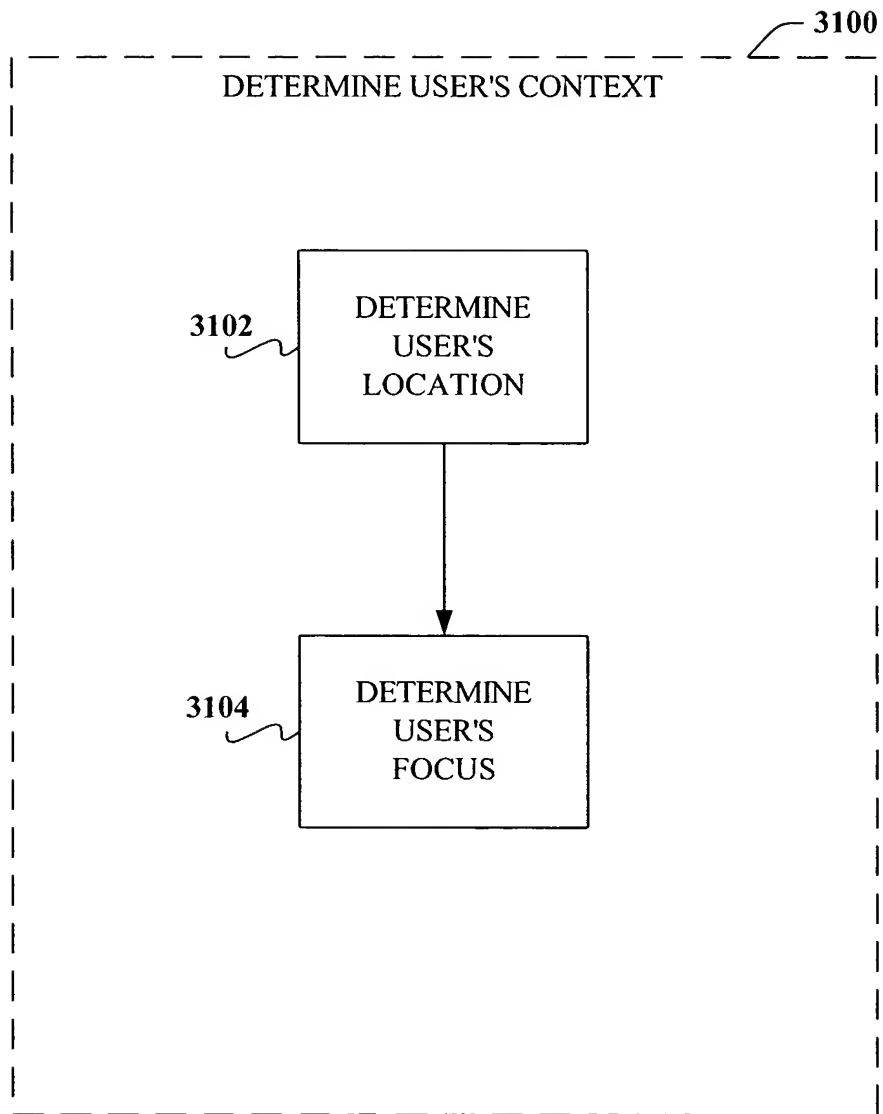 3100
DETERMINE USER'S CONTEXT
3102
DETERMINE
USER'S
LOCATION
3104
DETERMINE
USER'S
FOCUS